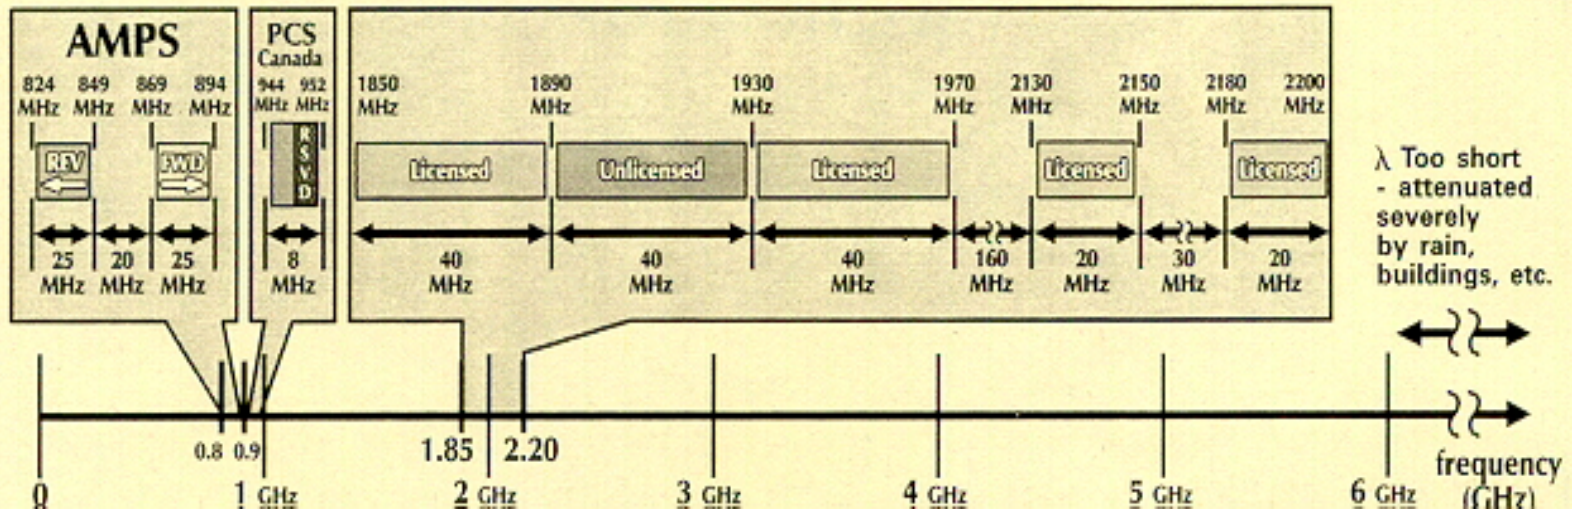 AMPS
824 MHz 849 MHz 869 MHz 894 MHz
REV
FWD
25 MHz 20 MHz 25 MHz
PCS
Canada
944 MHz 952 MHz
RSVD
8 MHz
1850 MHz 1890 MHz 1930 MHz 1970 MHz 2130 MHz 2150 MHz 2180 MHz 2200 MHz
Licensed Unlicensed Licensed Licensed Licensed
40 MHz 40 MHz 40 MHz 160 MHz 20 MHz 30 MHz 20 MHz
λ Too short
- attenuated
severely
by rain,
buildings, etc.
0.8 0.9 1.85 2.20
0 1 GHz 2 GHz 3 GHz 4 GHz 5 GHz 6 GHz
frequency
(GHz)